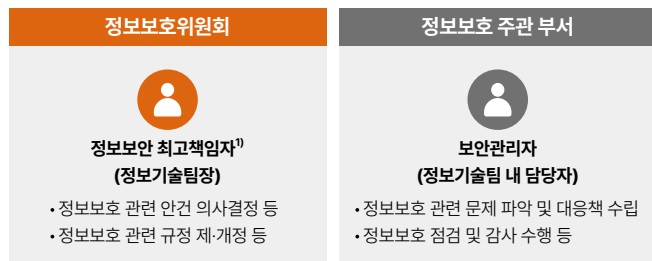 정보보호위원회
정보보안 최고책임자¹⁾
(정보기술팀장)
• 정보보호 관련 안건 의사결정 등
• 정보보호 관련 규정 제·개정 등
정보보호 주관 부서
보안관리자
(정보기술팀 내 담당자)
• 정보보호 관련 문제 파악 및 대응책 수립
• 정보보호 점검 및 감사 수행 등